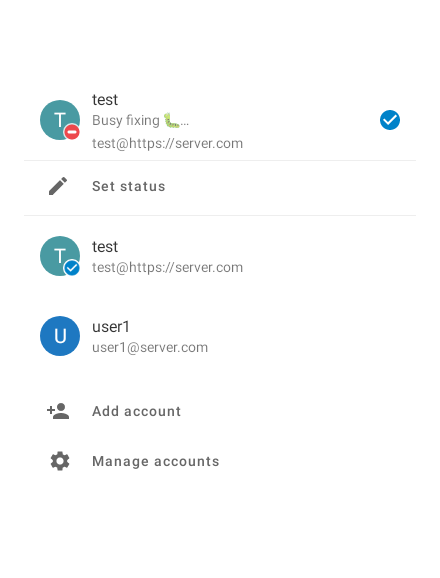 T
test
Busy fixing 🐛…
test@https://server.com
Set status
T
test
test@https://server.com
U
user1
user1@server.com
Add account
Manage accounts